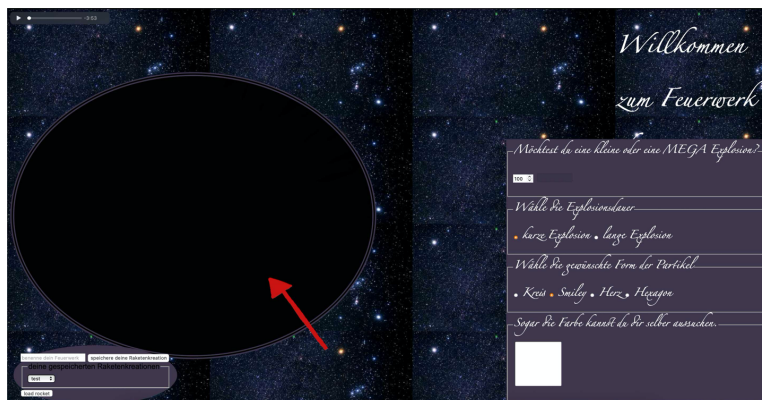 -3:53
Willkommen
zum Feuerwerk
Möchtest du eine kleine oder eine MEGA Explosion?
100
Wähle die Explosionsdauer
kurze Explosion lange Explosion
Wähle die gewünschte Form der Partikel
Kreis Smiley Herz Hexagon
Sogar die Farbe kannst du dir selber aussuchen.
benenne dein Feuerwerk speichere deine Raketenkreation
deine gespeicherten Raketenkreationen
test
load rocket